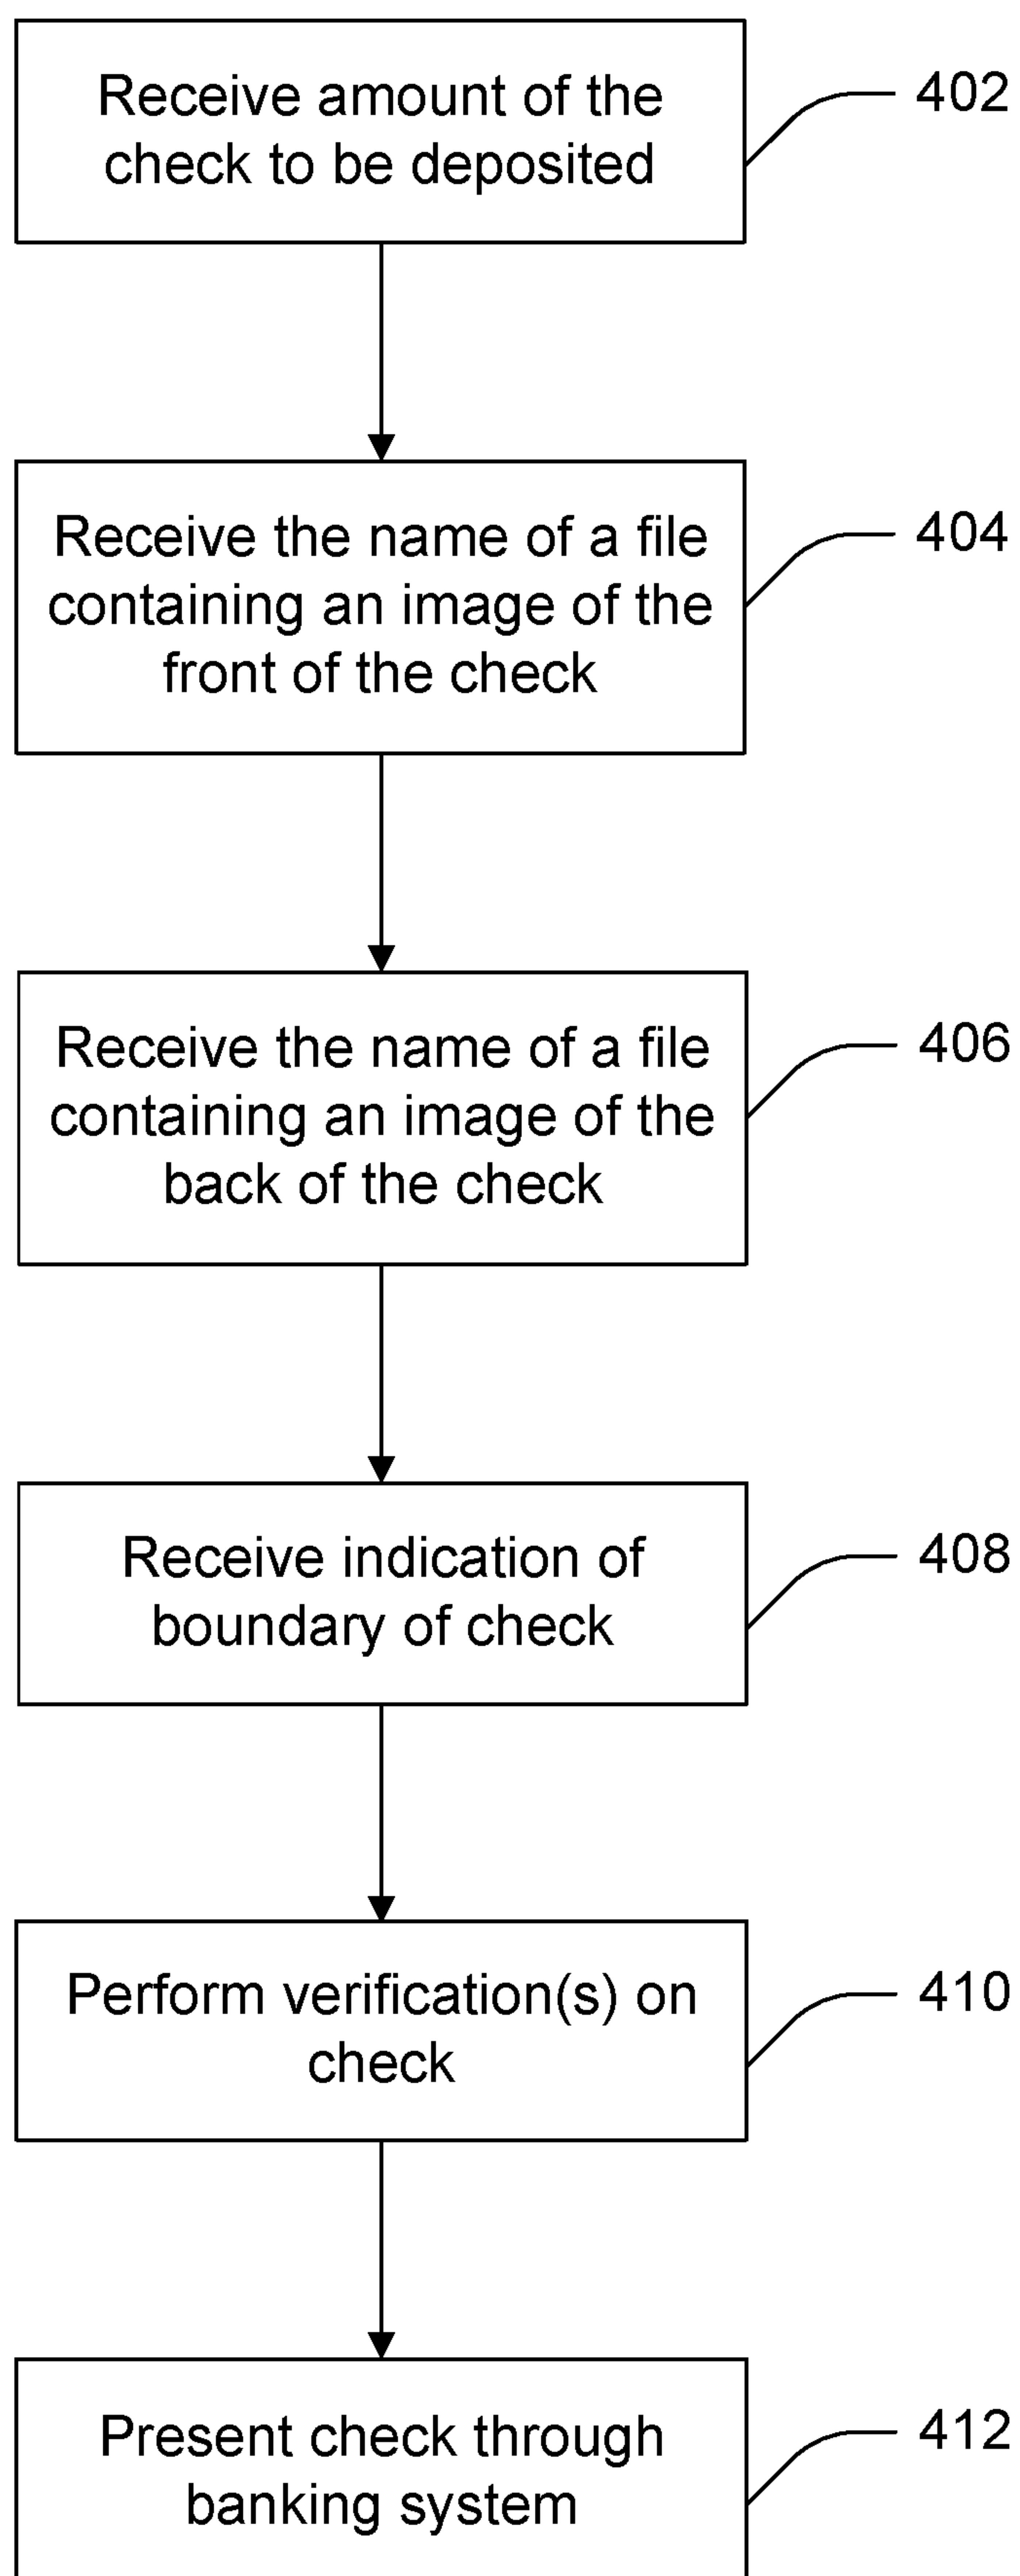 Receive amount of the
check to be deposited
402
Receive the name of a file
containing an image of the
front of the check
404
Receive the name of a file
containing an image of the
back of the check
406
Receive indication of
boundary of check
408
Perform verification(s) on
check
410
Present check through
banking system
412